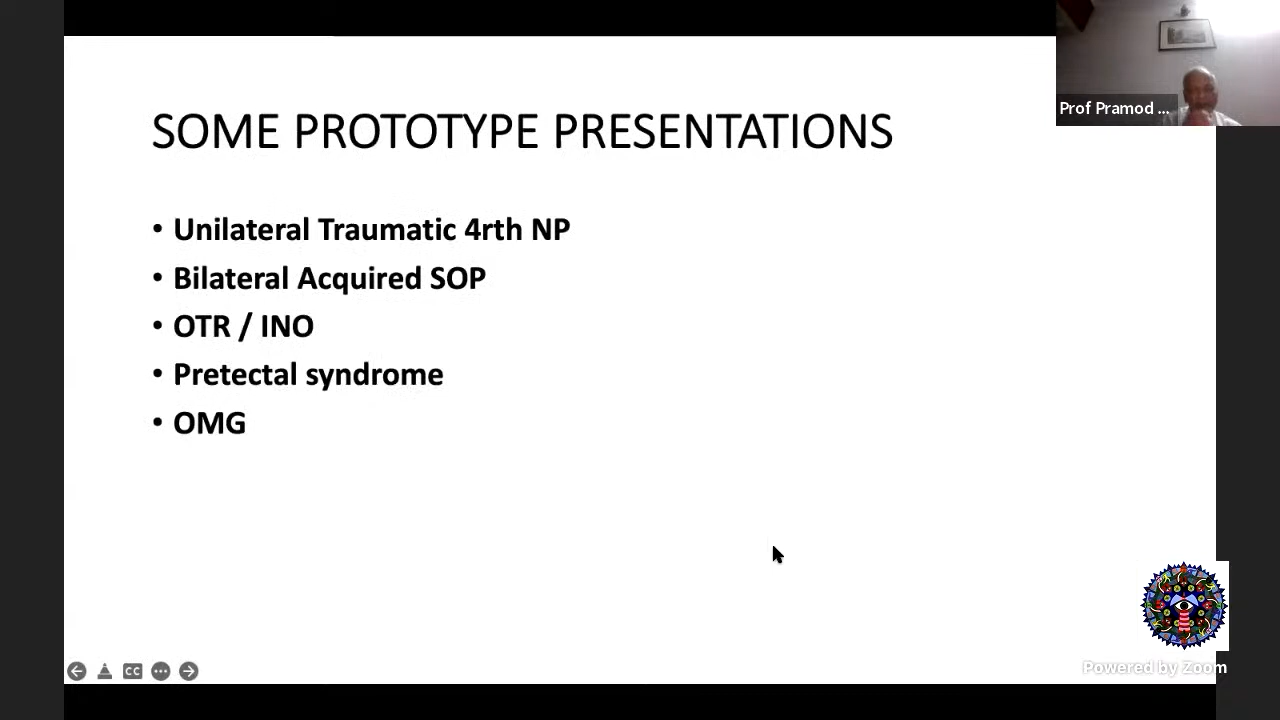 Prof Pramod ...
SOME PROTOTYPE PRESENTATIONS
• Unilateral Traumatic 4rth NP
• Bilateral Acquired SOP
• OTR / INO
• Pretectal syndrome
• OMG
CC
Powered by Zoom